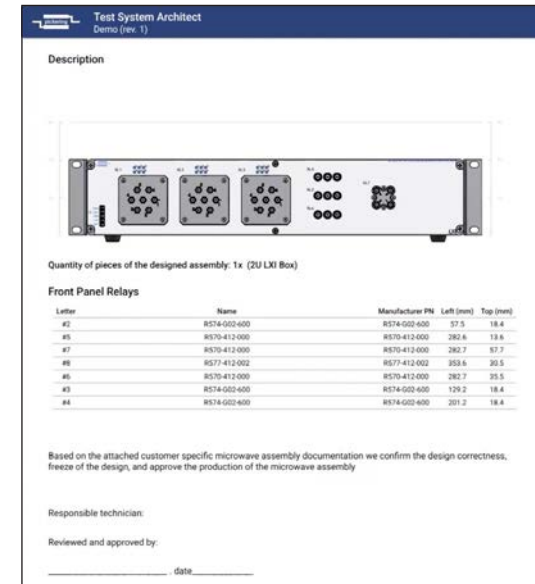 pickering
Test System Architect
Demo (rev. 1)
Description
Quantity of pieces of the designed assembly: 1x (2U LXI Box)
Front Panel Relays
Letter Name Manufacturer PN Left (mm) Top (mm)
#2 R574-G02-600 R574-G02-600 57.5 18.4
#5 R570-412-000 R570-412-000 282.6 13.6
#7 R570-412-000 R570-412-000 282.7 57.7
#8 R577-412-002 R577-412-002 353.6 30.5
#6 R570-412-000 R570-412-000 282.7 35.5
#3 R574-G02-600 R574-G02-600 129.2 18.4
#4 R574-G02-600 R574-G02-600 201.2 18.4
Based on the attached customer specific microwave assembly documentation we confirm the design correctness,
freeze of the design, and approve the production of the microwave assembly
Responsible technician:
Reviewed and approved by:
, date